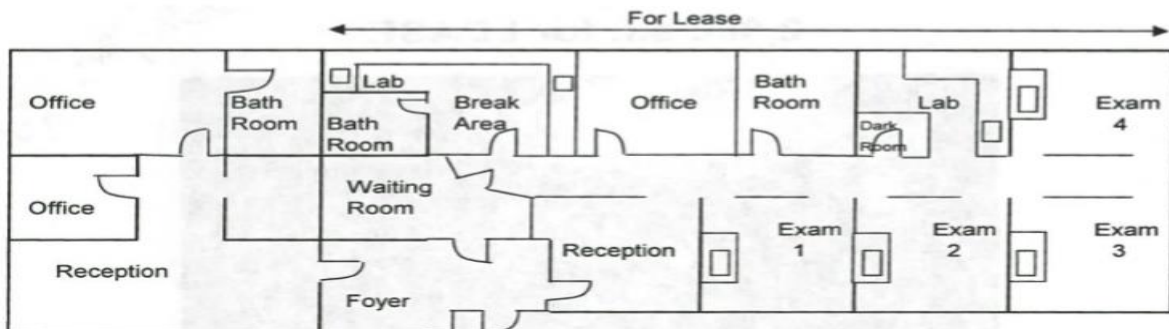 For Lease
Office
Bath
Room
Lab
Bath
Room
Break
Area
Office
Bath
Room
Dark
Room
Lab
Exam
4
Office
Waiting
Room
Reception
Foyer
Reception
Exam
1
Exam
2
Exam
3